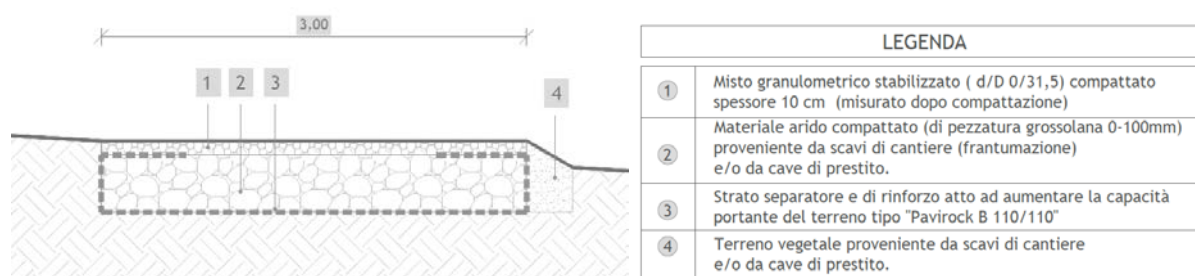 3,00
1
2
3
4
LEGENDA
1
Misto granulometrico stabilizzato ( d/D 0/31,5) compattato
spessore 10 cm (misurato dopo compattazione)
2
Materiale arido compattato (di pezzatura grossolana 0-100mm)
proveniente da scavi di cantiere (frantumazione)
e/o da cave di prestito.
3
Strato separatore e di rinforzo atto ad aumentare la capacità
portante del terreno tipo "Pavirock B 110/110"
4
Terreno vegetale proveniente da scavi di cantiere
e/o da cave di prestito.